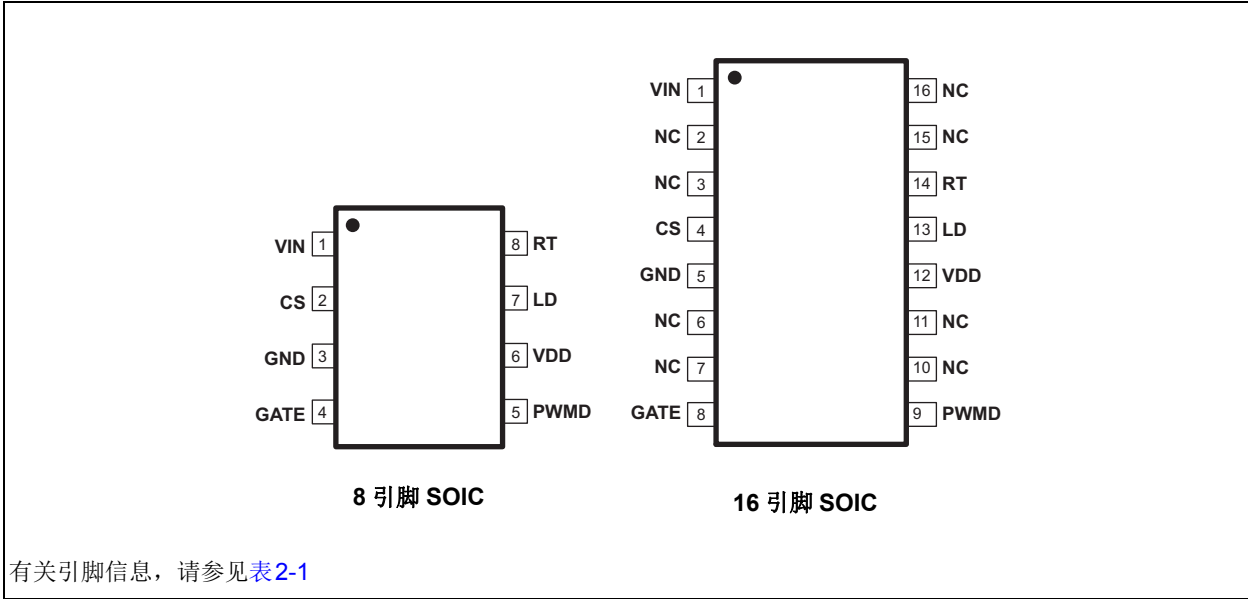 VIN 1
CS 2
GND 3
GATE 4
8 RT
7 LD
6 VDD
5 PWMD
8 引脚 SOIC
VIN 1
NC 2
NC 3
CS 4
GND 5
NC 6
NC 7
GATE 8
16 NC
15 NC
14 RT
13 LD
12 VDD
11 NC
10 NC
9 PWMD
16 引脚 SOIC
有关引脚信息，请参见表2-1